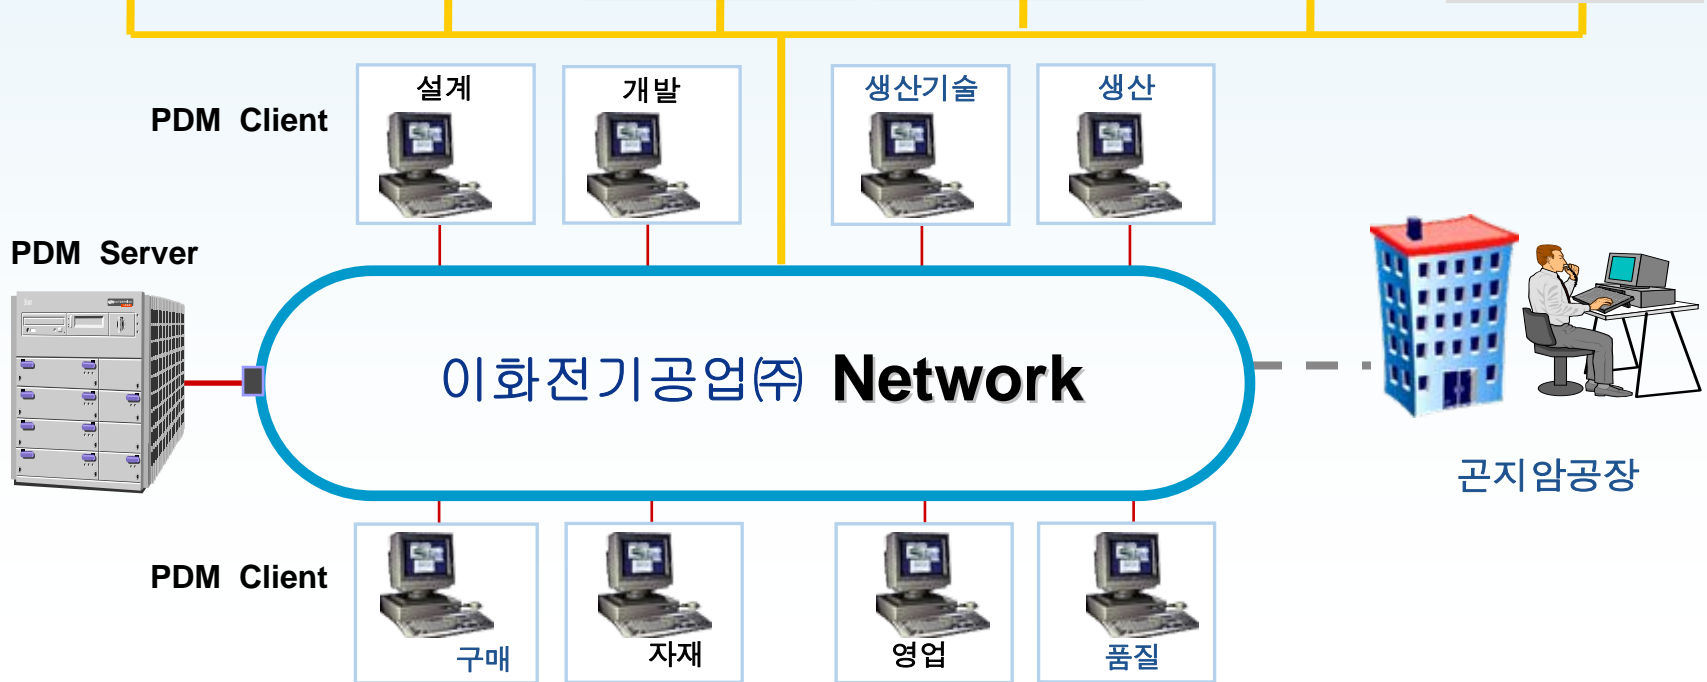 설계
개발
생산기술
생산
PDM Client
PDM Server
이화전기공업㈜ Network
곤지암공장
PDM Client
구매
자재
영업
품질